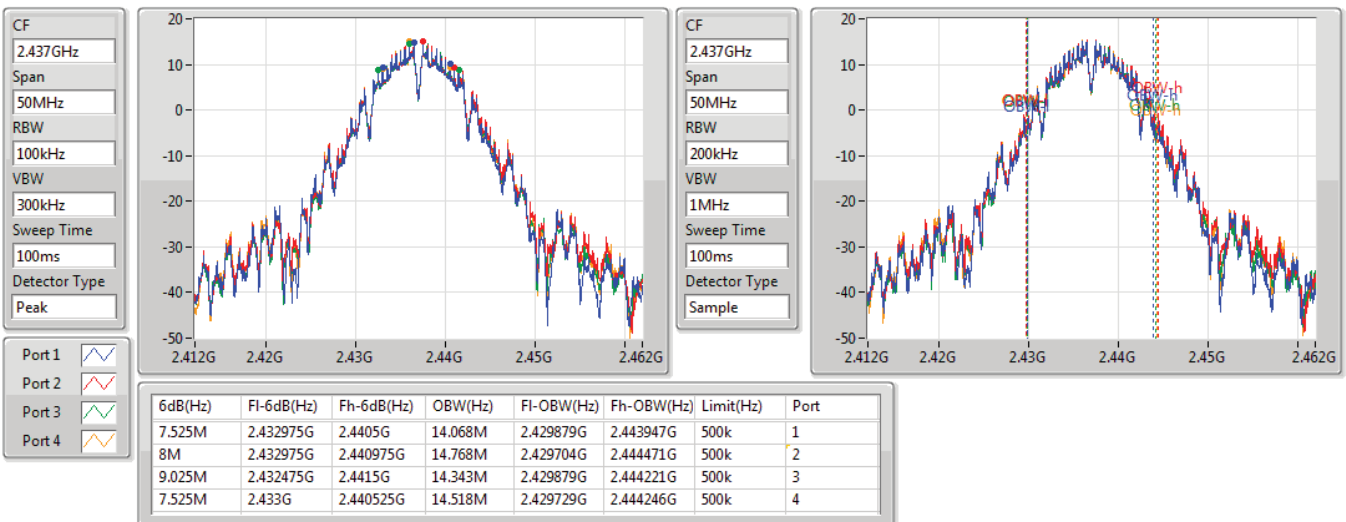 CF
2.437GHz
Span
50MHz
RBW
100kHz
VBW
300kHz
Sweep Time
100ms
Detector Type
Peak
20
10
0
-10
-20
-30
-40
-50
2.412G 2.42G 2.43G 2.44G 2.45G 2.462G
CF
2.437GHz
Span
50MHz
RBW
200kHz
VBW
1MHz
Sweep Time
100ms
Detector Type
Sample
20
10
0
-10
-20
-30
-40
-50
OBW-h
OBW-h
OBW-h
OBW-h
2.412G 2.42G 2.43G 2.44G 2.45G 2.462G
Port 1
Port 2
Port 3
Port 4
6dB(Hz) Fl-6dB(Hz) Fh-6dB(Hz) OBW(Hz) Fl-OBW(Hz) Fh-OBW(Hz) Limit(Hz) Port
7.525M 2.432975G 2.4405G 14.068M 2.429879G 2.443947G 500k 1
8M 2.432975G 2.440975G 14.768M 2.429704G 2.444471G 500k 2
9.025M 2.432475G 2.4415G 14.343M 2.429879G 2.444221G 500k 3
7.525M 2.433G 2.440525G 14.518M 2.429729G 2.444246G 500k 4